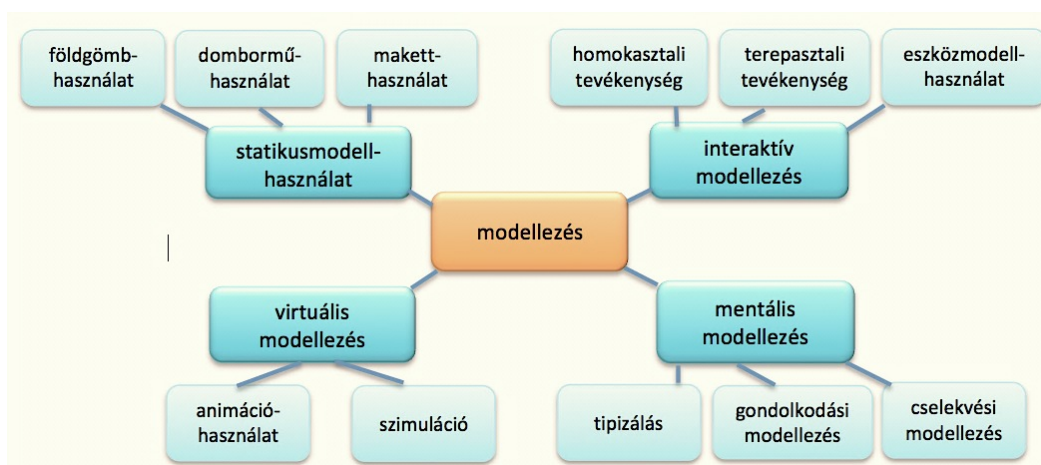 földgömb-
használat
dombormű-
használat
makett-
használat
homokasztali
tevékenység
terepasztali
tevékenység
eszközmodell-
használat
statikusmodell-
használat
interaktív
modellezés
modellezés
virtuális
modellezés
mentális
modellezés
animáció-
használat
szimuláció
tipizálás
gondolkodási
modellezés
cselekvési
modellezés